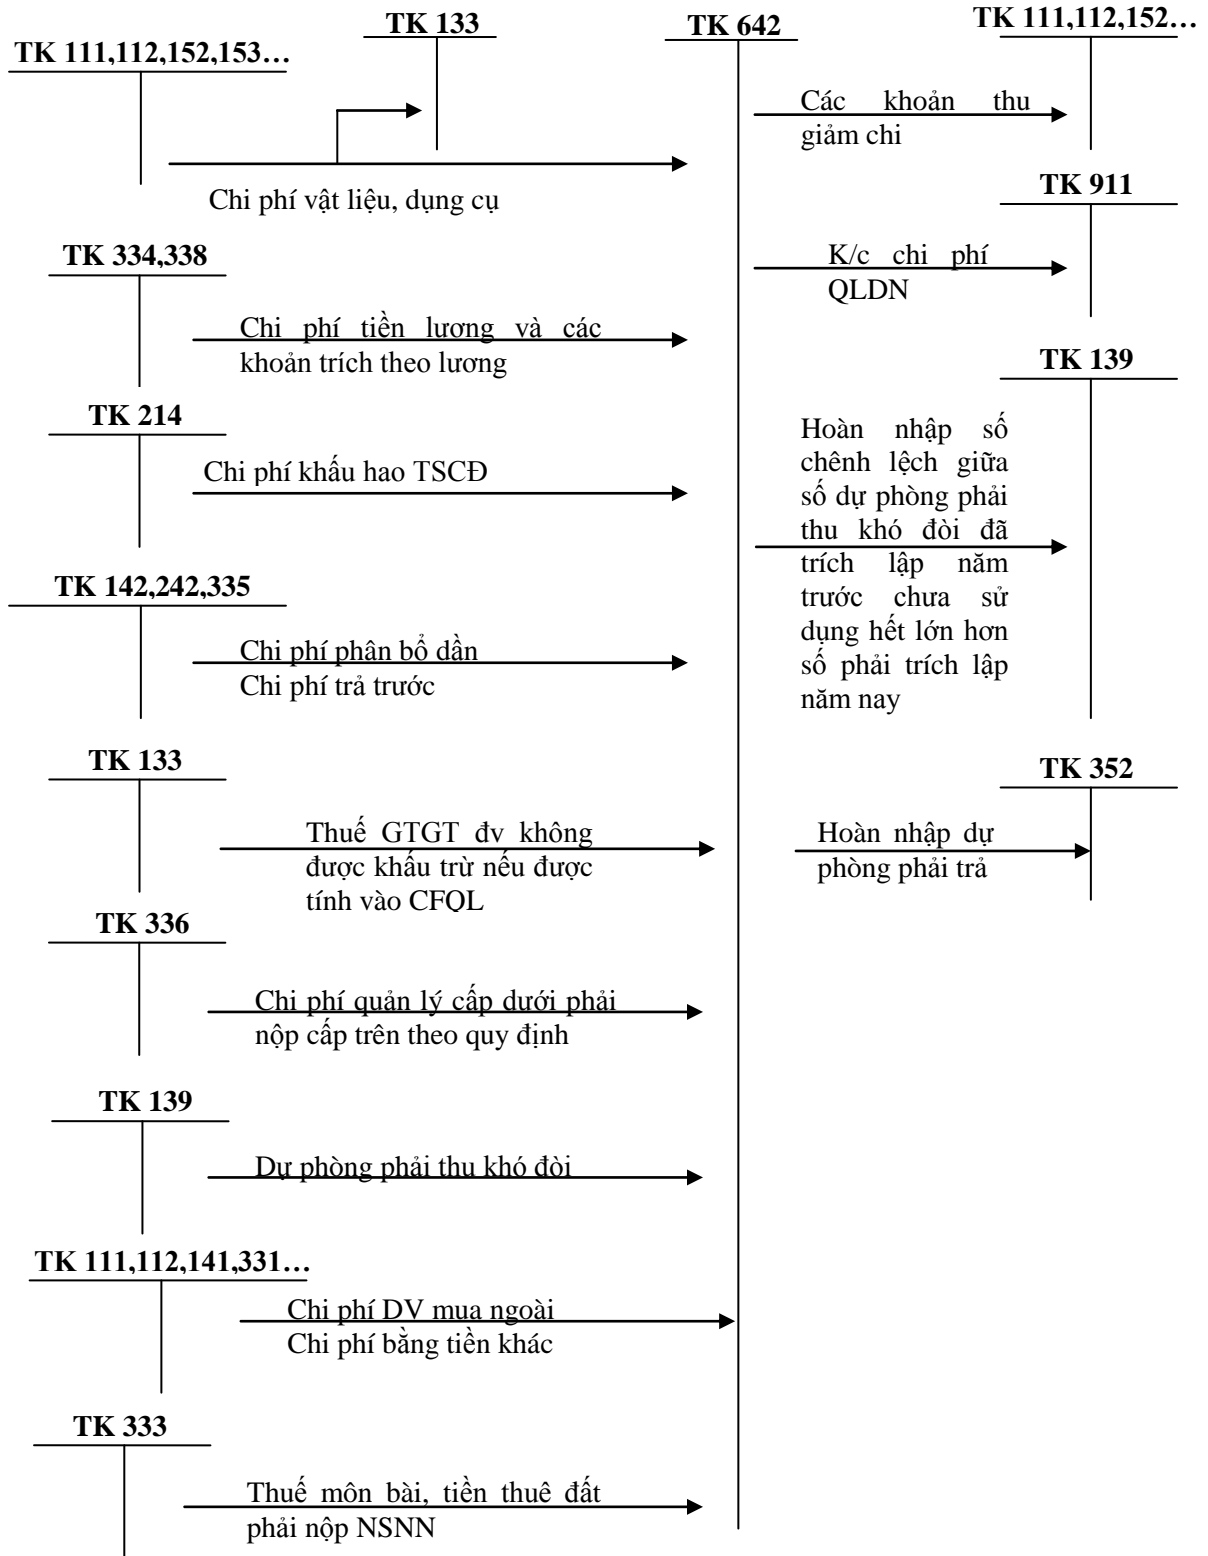 TK 111,112,152,153…
TK 133
TK 642
TK 111,112,152…
Các khoản thu
giảm chi
Chi phí vật liệu, dụng cụ
TK 911
TK 334,338
K/c chi phí
QLDN
Chi phí tiền lương và các
khoản trích theo lương
TK 139
TK 214
Chi phí khấu hao TSCĐ
Hoàn nhập số
chênh lệch giữa
số dự phòng phải
thu khó đòi đã
trích lập năm
trước chưa sử
dụng hết lớn hơn
số phải trích lập
năm nay
TK 142,242,335
Chi phí phân bổ dần
Chi phí trả trước
TK 133
TK 352
Thuế GTGT đv không
được khấu trừ nếu được
tính vào CFQL
Hoàn nhập dự
phòng phải trả
TK 336
Chi phí quản lý cấp dưới phải
nộp cấp trên theo quy định
TK 139
Dự phòng phải thu khó đòi
TK 111,112,141,331…
Chi phí DV mua ngoài
Chi phí bằng tiền khác
TK 333
Thuế môn bài, tiền thuê đất
phải nộp NSNN